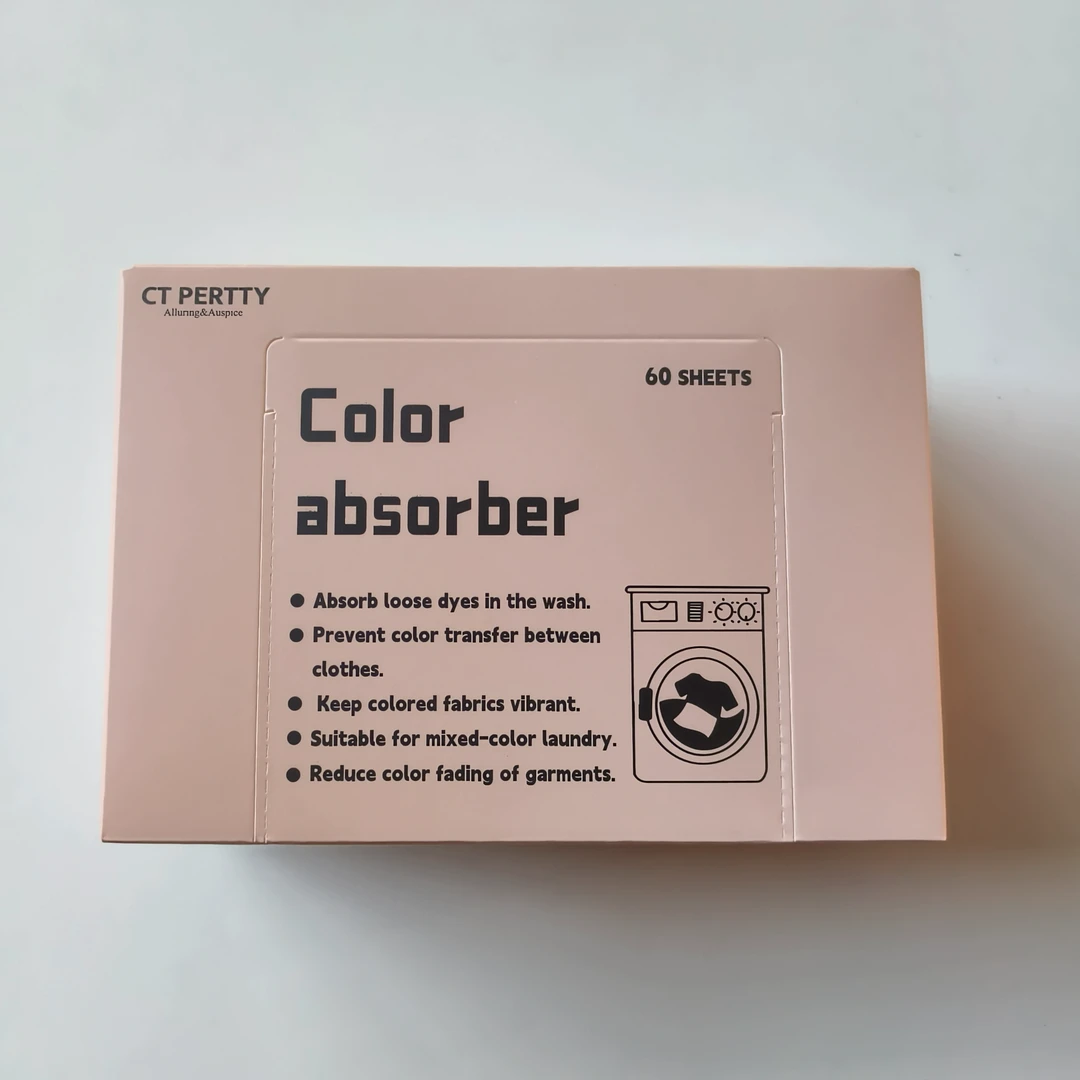 CT PERTTY
Alluring&Auspice
60 SHEETS
Color
absorber
● Absorb loose dyes in the wash.
● Prevent color transfer between
clothes.
● Keep colored fabrics vibrant.
● Suitable for mixed-color laundry.
● Reduce color fading of garments.